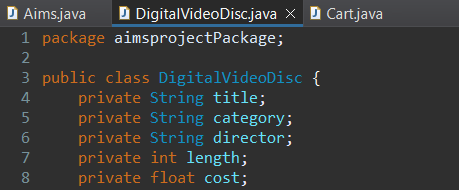 Aims.java DigitalVideoDisc.java × Cart.java
1 package aimsprojectPackage;
2
3 public class DigitalVideoDisc {
4 private String title;
5 private String category;
6 private String director;
7 private int length;
8 private float cost;